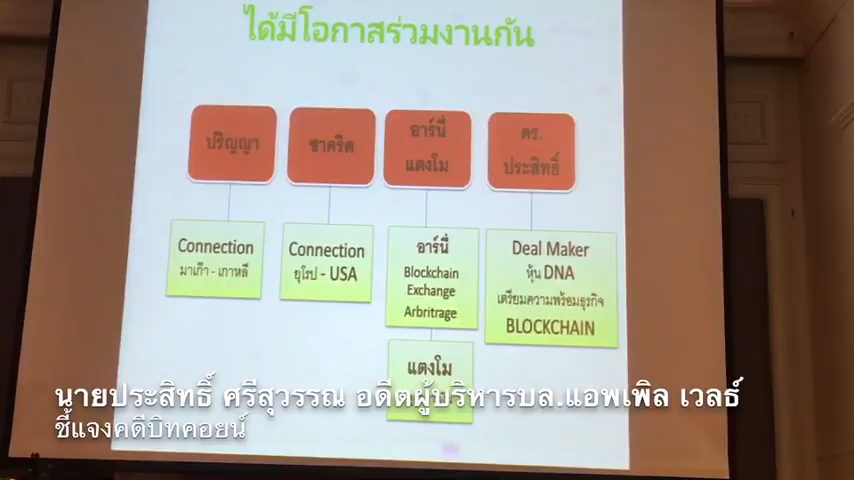 ได้มีโอกาสร่วมงานกัน
ปริญญา
ชาคริต
อาร์นี่
แตงโม
ดร.
ประสิทธิ์
Connection
มาเก๊า - เกาหลี
Connection
ยุโรป - USA
อาร์นี่
Blockchain
Exchange
Arbritrage
Deal Maker
หุ้น DNA
เตรียมความพร้อมธุรกิจ
BLOCKCHAIN
แตงโม
นายประสิทธิ์ ศรีสุวรรณ อดีตผู้บริหารบล.แอพเพิล เวลธ์
ชี้แจงคดีบิทคอยน์